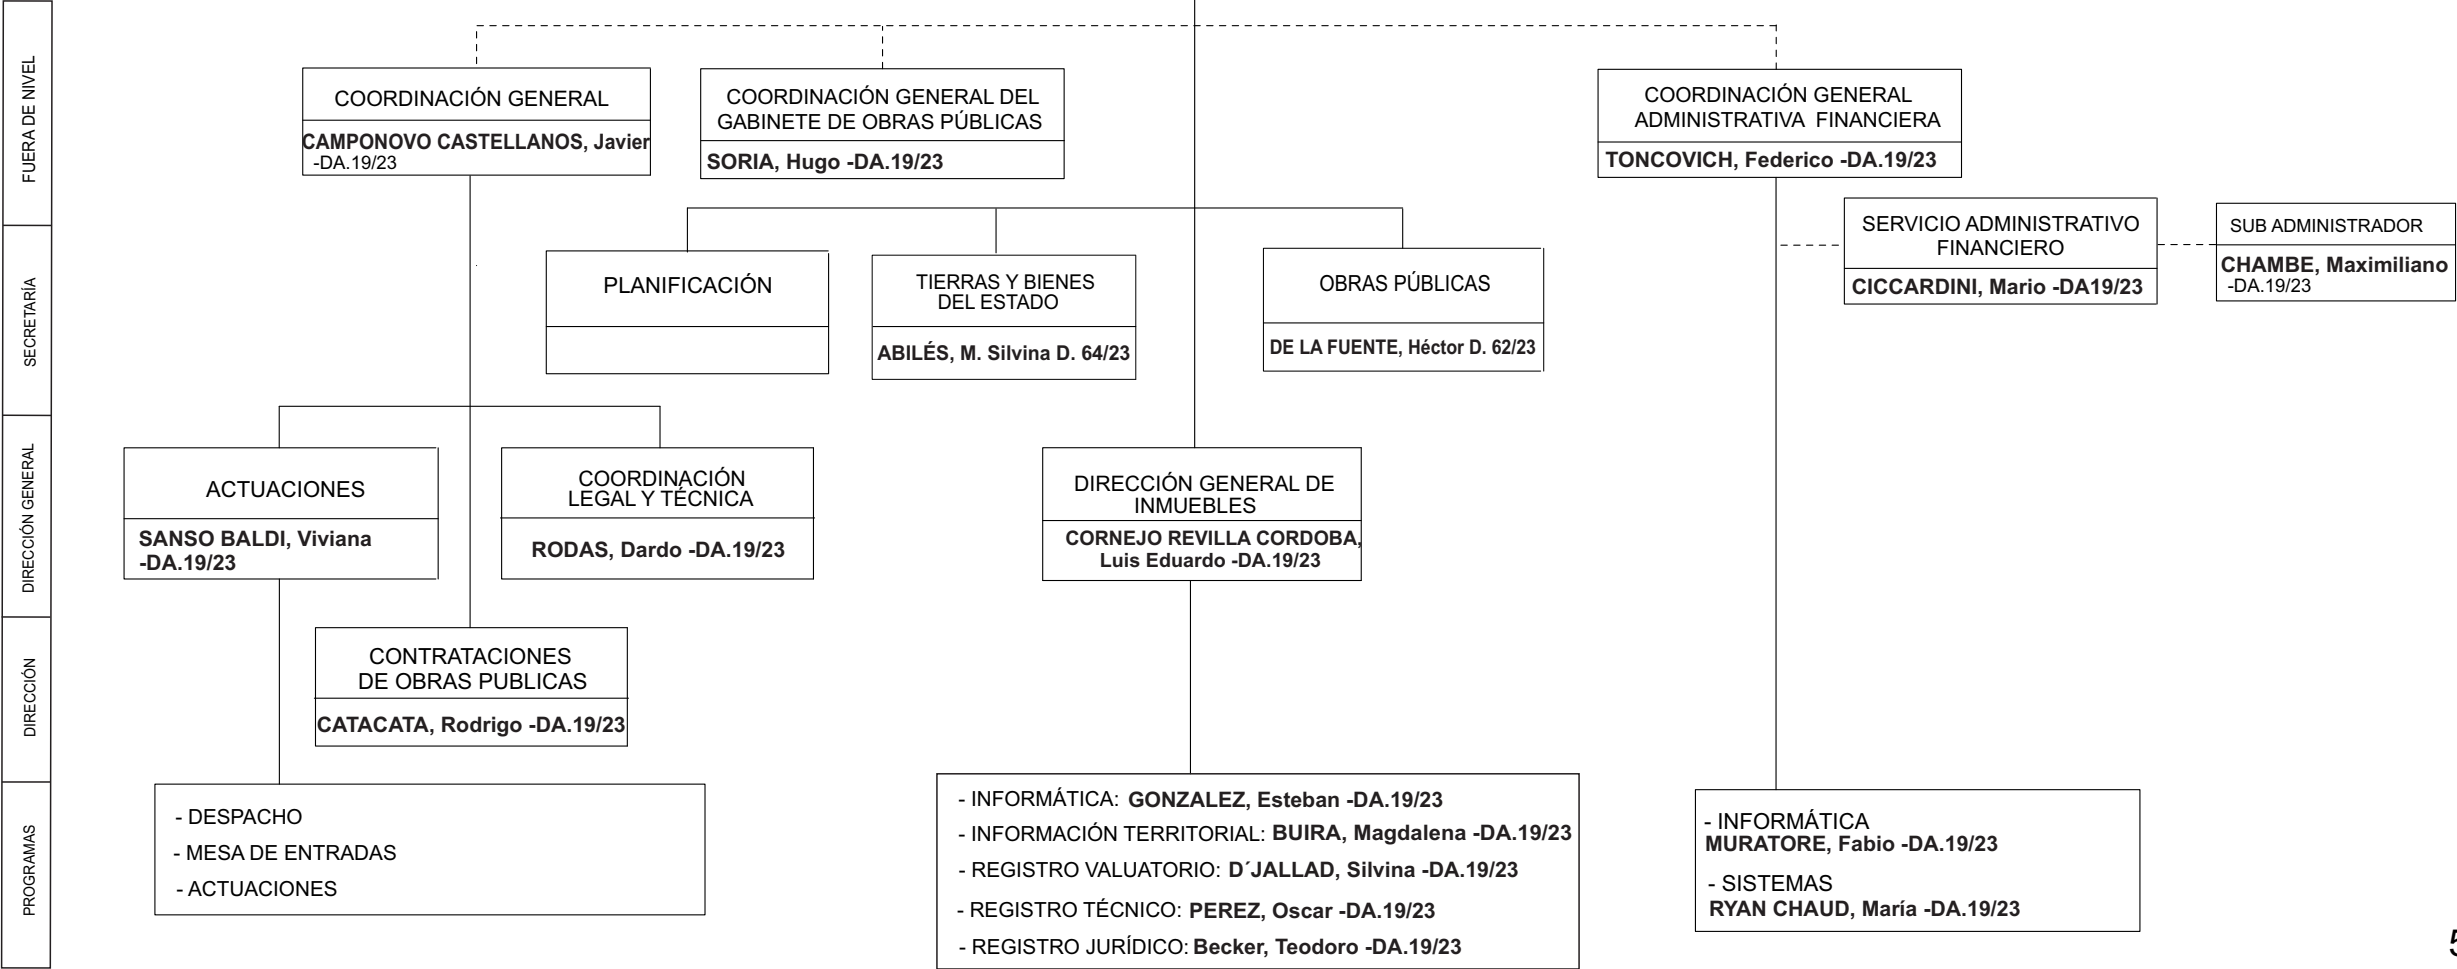 FUERA DE NIVEL
COORDINACIÓN GENERAL
CAMPONOVO CASTELLANOS, Javier
-DA.19/23
COORDINACIÓN GENERAL DEL
GABINETE DE OBRAS PÚBLICAS
SORIA, Hugo -DA.19/23
COORDINACIÓN GENERAL
ADMINISTRATIVA FINANCIERA
TONCOVICH, Federico -DA.19/23
SERVICIO ADMINISTRATIVO
FINANCIERO
CICCARDINI, Mario -DA19/23
SUB ADMINISTRADOR
CHAMBE, Maximiliano
-DA.19/23
SECRETARÍA
PLANIFICACIÓN
TIERRAS Y BIENES
DEL ESTADO
ABILÉS, M. Silvina D. 64/23
OBRAS PÚBLICAS
DE LA FUENTE, Héctor D. 62/23
DIRECCIÓN GENERAL
ACTUACIONES
SANSO BALDI, Viviana
-DA.19/23
COORDINACIÓN
LEGAL Y TÉCNICA
RODAS, Dardo -DA.19/23
DIRECCIÓN GENERAL DE
INMUEBLES
CORNEJO REVILLA CORDOBA,
Luis Eduardo -DA.19/23
DIRECCIÓN
CONTRATACIONES
DE OBRAS PUBLICAS
CATACATA, Rodrigo -DA.19/23
PROGRAMAS
- DESPACHO
- MESA DE ENTRADAS
- ACTUACIONES
- INFORMÁTICA: GONZALEZ, Esteban -DA.19/23
- INFORMACIÓN TERRITORIAL: BUIRA, Magdalena -DA.19/23
- REGISTRO VALUATORIO: D´JALLAD, Silvina -DA.19/23
- REGISTRO TÉCNICO: PEREZ, Oscar -DA.19/23
- REGISTRO JURÍDICO: Becker, Teodoro -DA.19/23
- INFORMÁTICA
MURATORE, Fabio -DA.19/23
- SISTEMAS
RYAN CHAUD, María -DA.19/23